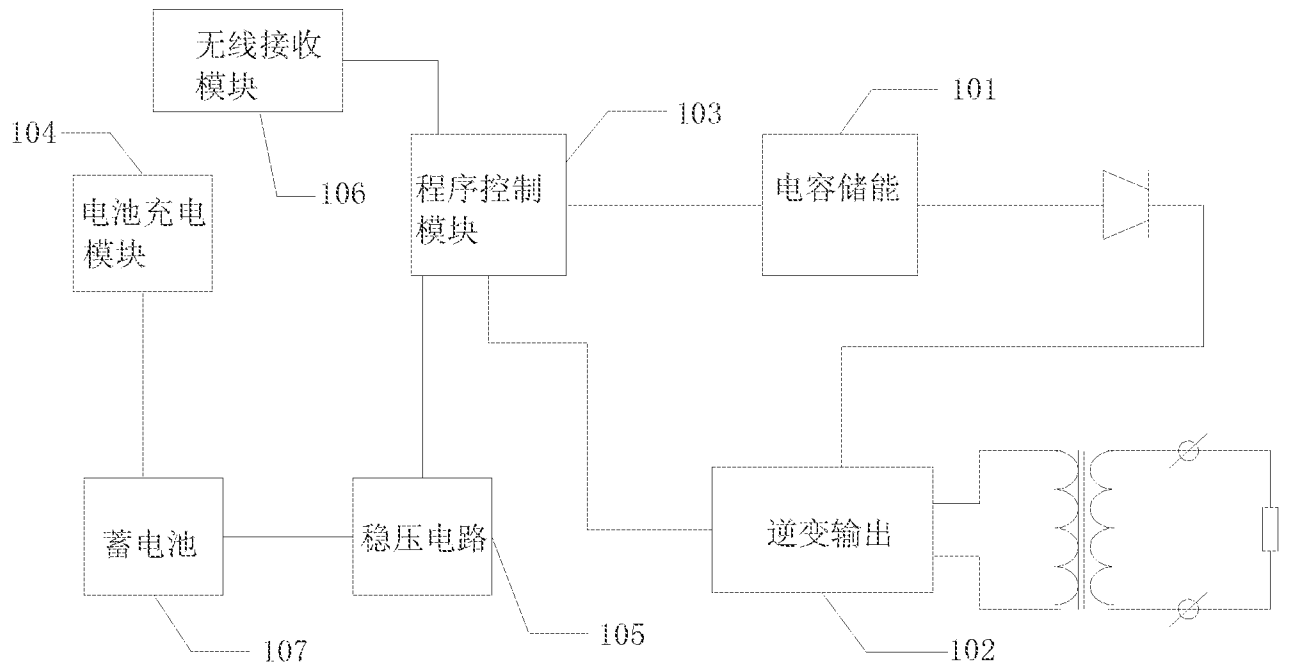 无线接收
模块
101
103
104
106
程序控制
模块
电容储能
电池充电
模块
蓄电池
稳压电路
逆变输出
107
105
102